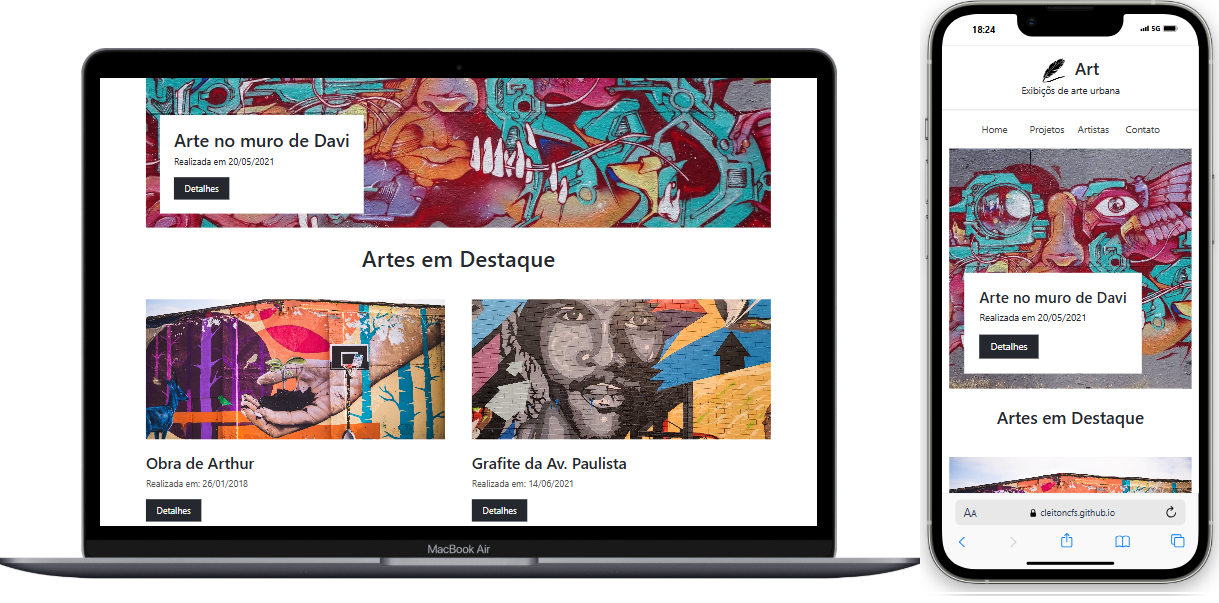 Arte no muro de Davi
Realizada em 20/05/2021
Detalhes
Artes em Destaque
Obra de Arthur
Realizada em: 26/01/2018
Detalhes
Grafite da Av. Paulista
Realizada em: 14/06/2021
Detalhes
MacBook Air
18:24
5G
Art
Exibiçõs de arte urbana
Home Projetos Artistas Contato
Arte no muro de Davi
Realizada em 20/05/2021
Detalhes
Artes em Destaque
AA cleitoncfs.github.io